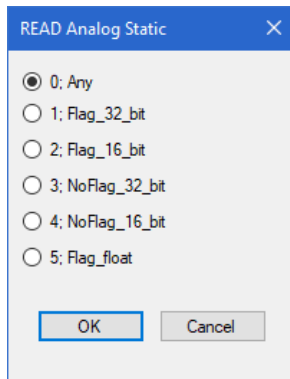 READ Analog Static
0; Any
1; Flag_32_bit
2; Flag_16_bit
3; NoFlag_32_bit
4; NoFlag_16_bit
5; Flag_float
OK Cancel